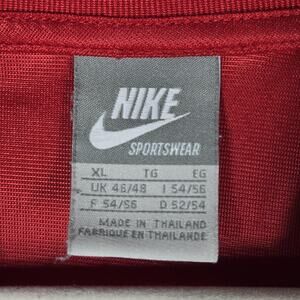 NIKE
SPORTSWEAR
XL TG EG
UK 46/48 I 54/56
F 54/56 D 52/54
MADE IN THAILAND
FABRIQUE EN THAILANDE